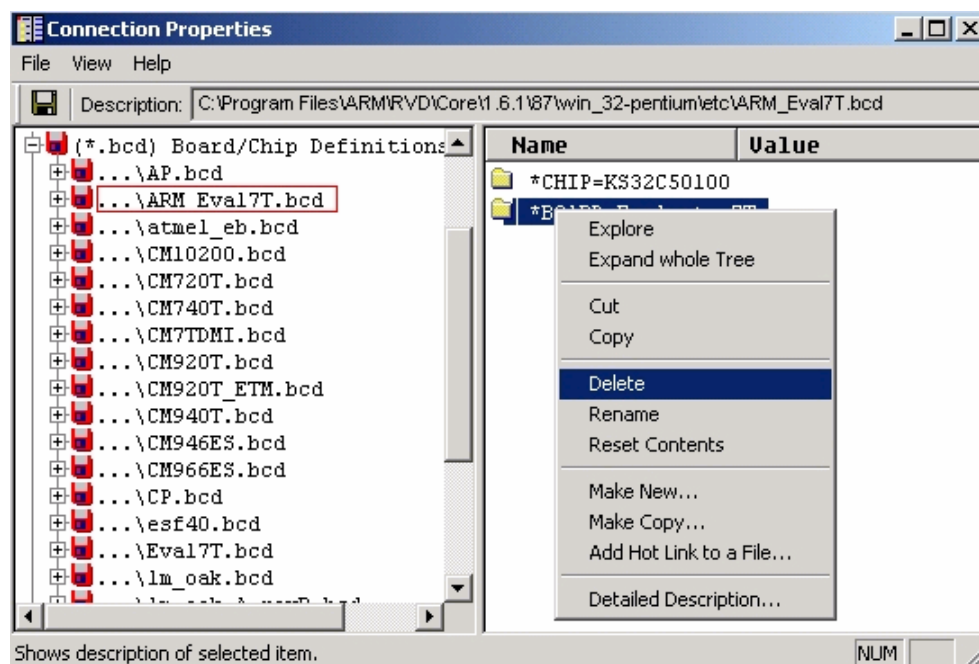 Connection Properties
File View Help
Description: C:\Program Files\ARM\RVD\Core\1.6.1\87\win_32-pentium\etc\ARM_Eval7T.bcd
(*.bcd) Board/Chip Definitions
...\AP.bcd
...\ARM_Eval7T.bcd
...\atmel_eb.bcd
...\CM10200.bcd
...\CM720T.bcd
...\CM740T.bcd
...\CM7TDMI.bcd
...\CM920T.bcd
...\CM920T_ETM.bcd
...\CM940T.bcd
...\CM946ES.bcd
...\CM966ES.bcd
...\CP.bcd
...\esf40.bcd
...\Eval7T.bcd
...\lm_oak.bcd
Name Value
*CHIP=KS32C50100
Explore
Expand whole Tree
Cut
Copy
Delete
Rename
Reset Contents
Make New...
Make Copy...
Add Hot Link to a File...
Detailed Description...
Shows description of selected item.
NUM